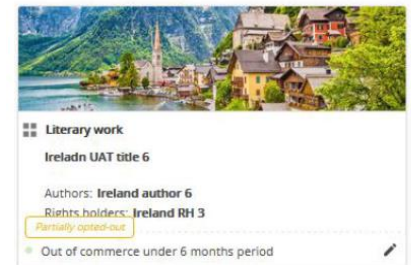 Literary work
Ireladn UAT title 6
Authors: Ireland author 6
Rights holders: Ireland RH 3
Partially opted-out
Out of commerce under 6 months period